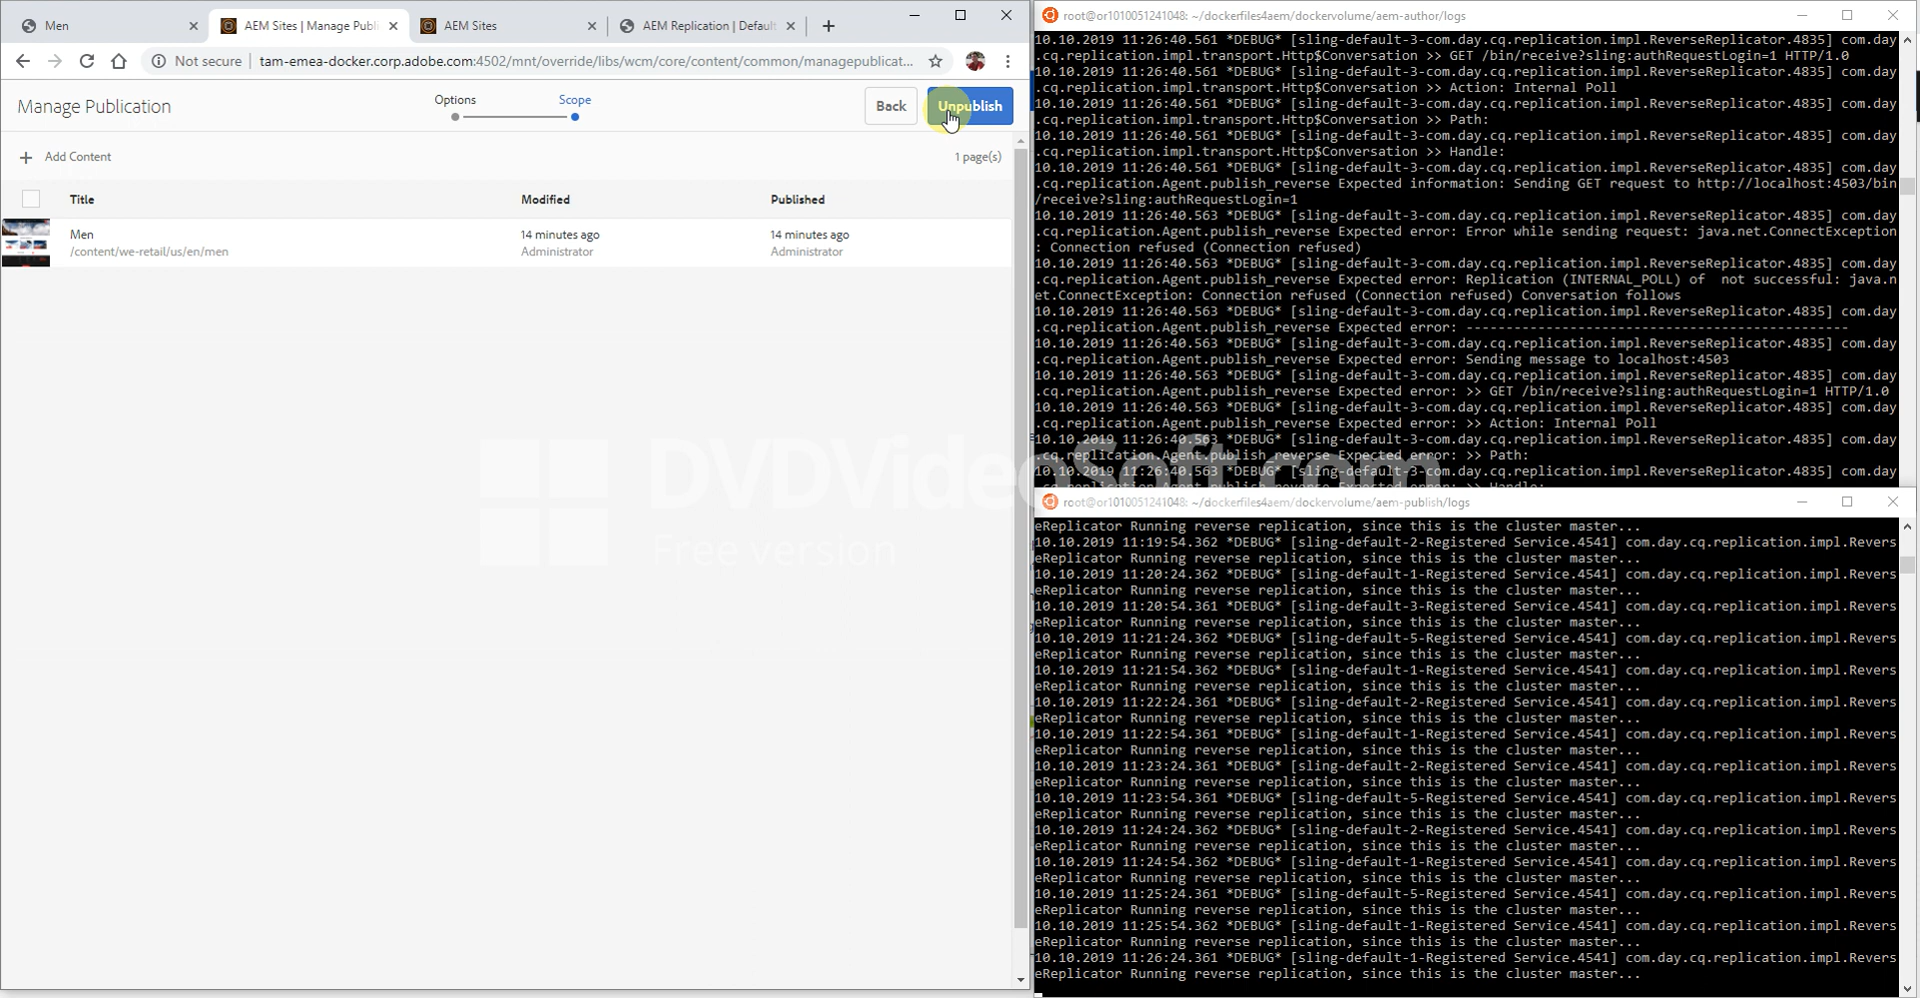 Men
AEM Sites | Manage Publi
AEM Sites
AEM Replication | Default
Not secure
tam-emea-docker.corp.adobe.com:4502/mnt/override/libs/wcm/core/content/common/managepublicat...
Manage Publication
Options
Scope
Back
Unpublish
+ Add Content
1 page(s)
Title
Modified
Published
Men
14 minutes ago
14 minutes ago
/content/we-retail/us/en/men
Administrator
Administrator
DVDVideoSoft.com
Free version
root@or1010051241048: ~/dockerfiles4aem/dockervolume/aem-author/logs
10.10.2019 11:26:40.561 *DEBUG* [sling-default-3-com.day.cq.replication.impl.ReverseReplicator.4835] com.day
.cq.replication.impl.transport.Http$Conversation >> GET /bin/receive?sling:authRequestLogin=1 HTTP/1.0
10.10.2019 11:26:40.561 *DEBUG* [sling-default-3-com.day.cq.replication.impl.ReverseReplicator.4835] com.day
.cq.replication.impl.transport.Http$Conversation >> Action: Internal Poll
10.10.2019 11:26:40.561 *DEBUG* [sling-default-3-com.day.cq.replication.impl.ReverseReplicator.4835] com.day
.cq.replication.impl.transport.Http$Conversation >> Path:
10.10.2019 11:26:40.561 *DEBUG* [sling-default-3-com.day.cq.replication.impl.ReverseReplicator.4835] com.day
.cq.replication.impl.transport.Http$Conversation >> Handle:
10.10.2019 11:26:40.561 *DEBUG* [sling-default-3-com.day.cq.replication.impl.ReverseReplicator.4835] com.day
.cq.replication.Agent.publish_reverse Expected information: Sending GET request to http://localhost:4503/bin
/receive?sling:authRequestLogin=1
10.10.2019 11:26:40.563 *DEBUG* [sling-default-3-com.day.cq.replication.impl.ReverseReplicator.4835] com.day
.cq.replication.Agent.publish_reverse Expected error: Error while sending request: java.net.ConnectException
: Connection refused (Connection refused)
10.10.2019 11:26:40.563 *DEBUG* [sling-default-3-com.day.cq.replication.impl.ReverseReplicator.4835] com.day
.cq.replication.Agent.publish_reverse Expected error: Replication (INTERNAL_POLL) of  not successful: java.n
et.ConnectException: Connection refused (Connection refused) Conversation follows
10.10.2019 11:26:40.563 *DEBUG* [sling-default-3-com.day.cq.replication.impl.ReverseReplicator.4835] com.day
.cq.replication.Agent.publish_reverse Expected error: ------------------------------------------------
10.10.2019 11:26:40.563 *DEBUG* [sling-default-3-com.day.cq.replication.impl.ReverseReplicator.4835] com.day
.cq.replication.Agent.publish_reverse Expected error: Sending message to localhost:4503
10.10.2019 11:26:40.563 *DEBUG* [sling-default-3-com.day.cq.replication.impl.ReverseReplicator.4835] com.day
.cq.replication.Agent.publish_reverse Expected error: >> GET /bin/receive?sling:authRequestLogin=1 HTTP/1.0
10.10.2019 11:26:40.563 *DEBUG* [sling-default-3-com.day.cq.replication.impl.ReverseReplicator.4835] com.day
.cq.replication.Agent.publish_reverse Expected error: >> Action: Internal Poll
10.10.2019 11:26:40.563 *DEBUG* [sling-default-3-com.day.cq.replication.impl.ReverseReplicator.4835] com.day
.cq.replication.Agent.publish_reverse Expected error: >> Path:
10.10.2019 11:26:40.563 *DEBUG* [sling-default-3-com.day.cq.replication.impl.ReverseReplicator.4835] com.day
.cq.replication.Agent.publish_reverse Expected error: >> Handle:
root@or1010051241048: ~/dockerfiles4aem/dockervolume/aem-publish/logs
eReplicator Running reverse replication, since this is the cluster master...
10.10.2019 11:19:54.362 *DEBUG* [sling-default-2-Registered Service.4541] com.day.cq.replication.impl.Revers
eReplicator Running reverse replication, since this is the cluster master...
10.10.2019 11:20:24.362 *DEBUG* [sling-default-1-Registered Service.4541] com.day.cq.replication.impl.Revers
eReplicator Running reverse replication, since this is the cluster master...
10.10.2019 11:20:54.361 *DEBUG* [sling-default-3-Registered Service.4541] com.day.cq.replication.impl.Revers
eReplicator Running reverse replication, since this is the cluster master...
10.10.2019 11:21:24.362 *DEBUG* [sling-default-5-Registered Service.4541] com.day.cq.replication.impl.Revers
eReplicator Running reverse replication, since this is the cluster master...
10.10.2019 11:21:54.362 *DEBUG* [sling-default-1-Registered Service.4541] com.day.cq.replication.impl.Revers
eReplicator Running reverse replication, since this is the cluster master...
10.10.2019 11:22:24.361 *DEBUG* [sling-default-2-Registered Service.4541] com.day.cq.replication.impl.Revers
eReplicator Running reverse replication, since this is the cluster master...
10.10.2019 11:22:54.361 *DEBUG* [sling-default-1-Registered Service.4541] com.day.cq.replication.impl.Revers
eReplicator Running reverse replication, since this is the cluster master...
10.10.2019 11:23:24.361 *DEBUG* [sling-default-2-Registered Service.4541] com.day.cq.replication.impl.Revers
eReplicator Running reverse replication, since this is the cluster master...
10.10.2019 11:23:54.361 *DEBUG* [sling-default-5-Registered Service.4541] com.day.cq.replication.impl.Revers
eReplicator Running reverse replication, since this is the cluster master...
10.10.2019 11:24:24.362 *DEBUG* [sling-default-2-Registered Service.4541] com.day.cq.replication.impl.Revers
eReplicator Running reverse replication, since this is the cluster master...
10.10.2019 11:24:54.362 *DEBUG* [sling-default-1-Registered Service.4541] com.day.cq.replication.impl.Revers
eReplicator Running reverse replication, since this is the cluster master...
10.10.2019 11:25:24.361 *DEBUG* [sling-default-5-Registered Service.4541] com.day.cq.replication.impl.Revers
eReplicator Running reverse replication, since this is the cluster master...
10.10.2019 11:25:54.362 *DEBUG* [sling-default-1-Registered Service.4541] com.day.cq.replication.impl.Revers
eReplicator Running reverse replication, since this is the cluster master...
10.10.2019 11:26:24.361 *DEBUG* [sling-default-1-Registered Service.4541] com.day.cq.replication.impl.Revers
eReplicator Running reverse replication, since this is the cluster master...